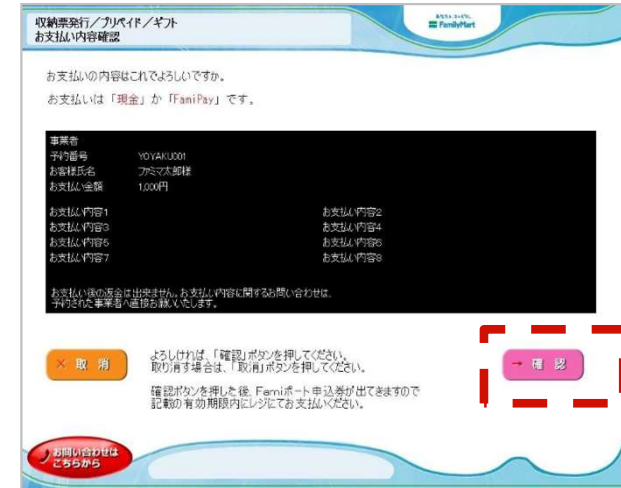 収納票発行／プリペイド／ギフト
お支払い内容確認
FamilyMart
お支払いの内容はこれでよろしいですか。
お支払いは「現金」か「FamiPay」です。
事業者
予約番号 YOYAKU001
お客様氏名 ファミマ太郎様
お支払い金額 1,000円
お支払い内容1 お支払い内容2
お支払い内容3 お支払い内容4
お支払い内容5 お支払い内容6
お支払い内容7 お支払い内容8
お支払い後の返金は出来ません。お支払い内容に関するお問い合わせは、
予約された事業者へ直接お願いいたします。
× 取 消
よろしければ、「確認」ボタンを押してください。
取り消す場合は、「取消」ボタンを押してください。
→ 確 認
確認ボタンを押した後、Famiポート申込券が出てきますので
記載の有効期限内にレジにてお支払いください。
お問い合わせは
こちらから